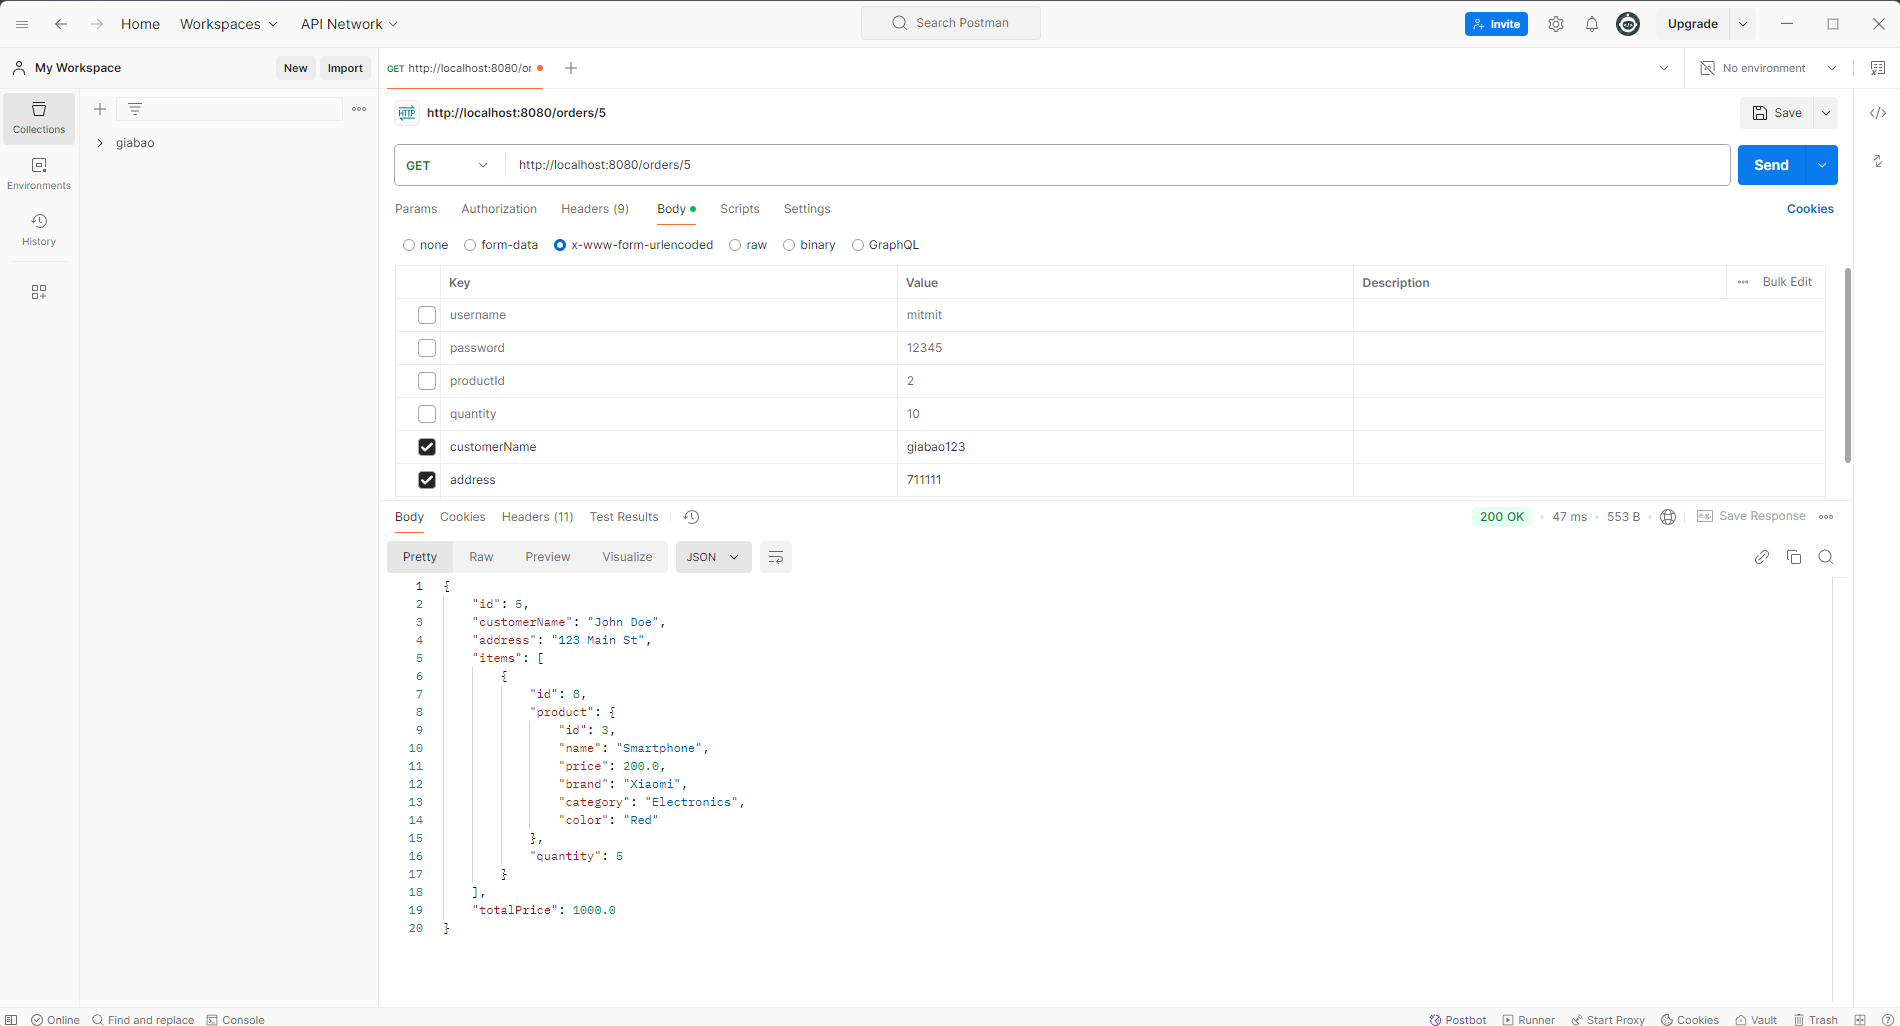 Home Workspaces API Network Search Postman Invite Upgrade
My Workspace New Import GET http://localhost:8080/or No environment
Collections
giabao
Environments
History
HTTP http://localhost:8080/orders/5 Save
GET http://localhost:8080/orders/5 Send
Params Authorization Headers (9) Body Scripts Settings Cookies
none form-data x-www-form-urlencoded raw binary GraphQL
Key Value Description Bulk Edit
username mitmit
password 12345
productId 2
quantity 10
customerName giabao123
address 711111
Body Cookies Headers (11) Test Results 200 OK 47 ms 553 B e.g. Save Response
Pretty Raw Preview Visualize JSON
1 {
2 "id": 5,
3 "customerName": "John Doe",
4 "address": "123 Main St",
5 "items": [
6 {
7 "id": 8,
8 "product": {
9 "id": 3,
10 "name": "Smartphone",
11 "price": 200.0,
12 "brand": "Xiaomi",
13 "category": "Electronics",
14 "color": "Red"
15 },
16 "quantity": 5
17 }
18 ],
19 "totalPrice": 1000.0
20 }
Online Find and replace Console Postbot Runner Start Proxy Cookies Vault Trash